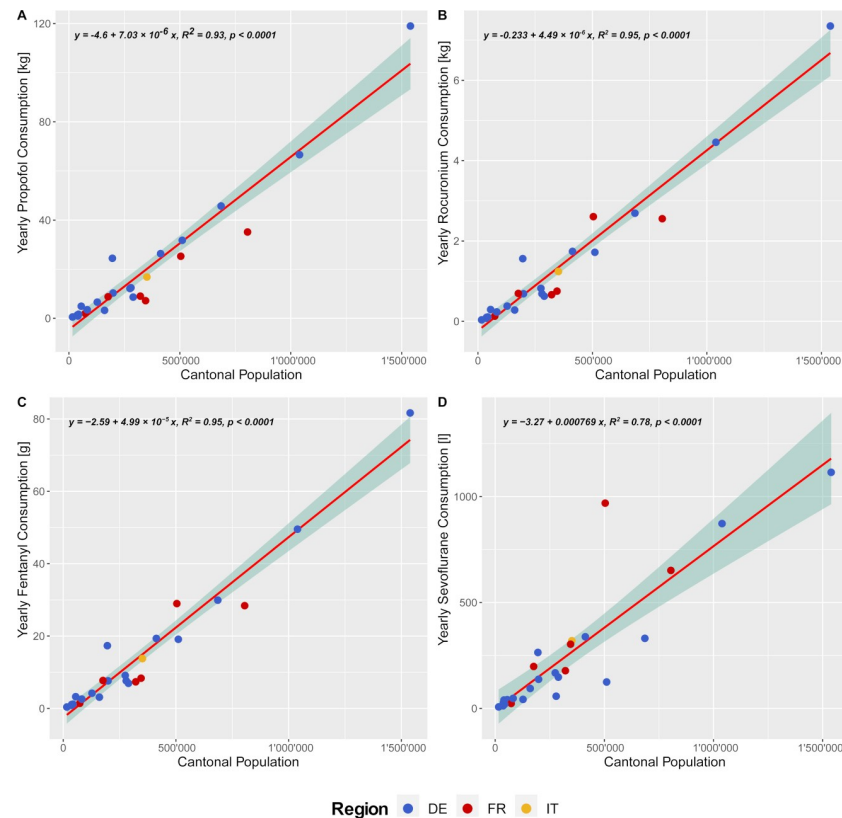 A
y = -4.6 + 7.03 × 10⁻⁶ x, R² = 0.93, p < 0.0001
120
80
40
0
Yearly Propofol Consumption [kg]
0 500'000 1'000'000 1'500'000
Cantonal Population
B
y = -0.233 + 4.49 × 10⁻⁶ x, R² = 0.95, p < 0.0001
6
4
2
0
Yearly Rocuronium Consumption [kg]
0 500'000 1'000'000 1'500'000
Cantonal Population
C
y = −2.59 + 4.99 × 10⁻⁵ x, R² = 0.95, p < 0.0001
80
60
40
20
0
Yearly Fentanyl Consumption [g]
0 500'000 1'000'000 1'500'000
Cantonal Population
D
y = −3.27 + 0.000769 x, R² = 0.78, p < 0.0001
1000
500
0
Yearly Sevoflurane Consumption [l]
0 500'000 1'000'000 1'500'000
Cantonal Population
Region DE FR IT